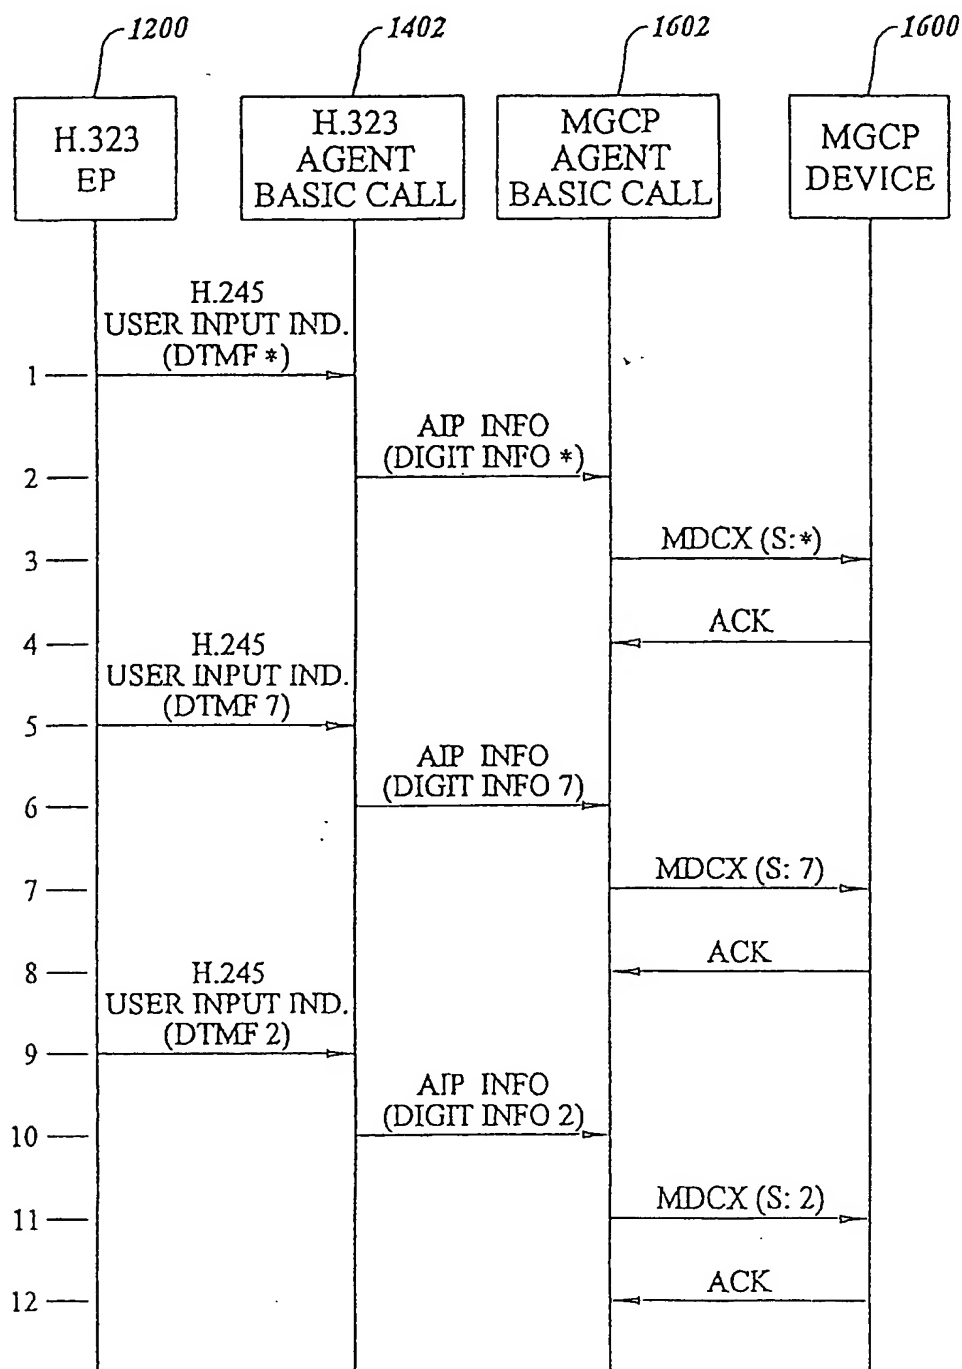 1200
1402
1602
1600
H.323
EP
H.323
AGENT
BASIC CALL
MGCP
AGENT
BASIC CALL
MGCP
DEVICE
H.245
USER INPUT IND.
(DTMF *)
1
AIP INFO
(DIGIT INFO *)
2
MDCX (S: *)
3
ACK
4
H.245
USER INPUT IND.
(DTMF 7)
5
AIP INFO
(DIGIT INFO 7)
6
MDCX (S: 7)
7
ACK
8
H.245
USER INPUT IND.
(DTMF 2)
9
AIP INFO
(DIGIT INFO 2)
10
MDCX (S: 2)
11
ACK
12